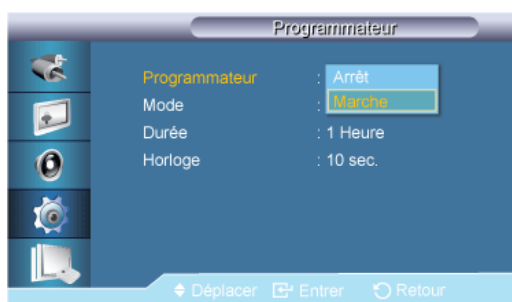 Programmateur
Programmateur : Arrêt
Mode : Marche
Durée : 1 Heure
Horloge : 10 sec.
Déplacer Entrer Retour